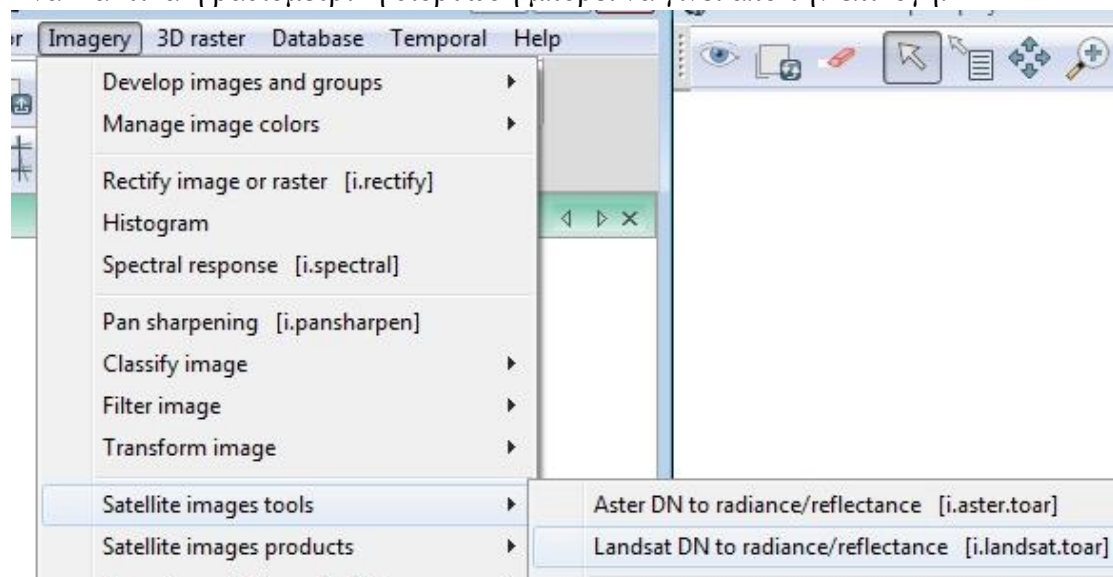 Imagery 3D raster Database Temporal Help
Develop images and groups
Manage image colors
Rectify image or raster [i.rectify]
Histogram
Spectral response [i.spectral]
Pan sharpening [i.pansharpen]
Classify image
Filter image
Transform image
Satellite images tools
Aster DN to radiance/reflectance [i.aster.toar]
Satellite images products
Landsat DN to radiance/reflectance [i.landsat.toar]